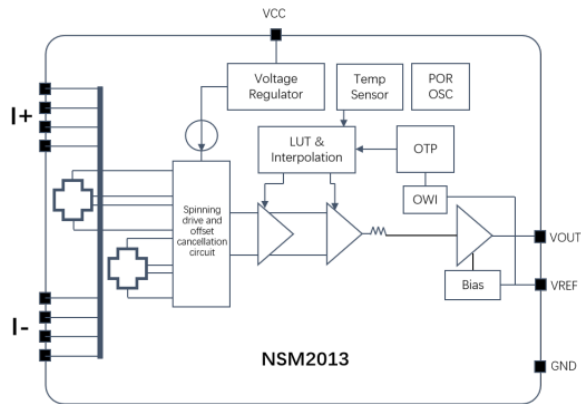 VCC
Voltage
Regulator
Temp
Sensor
POR
OSC
I+
LUT &
Interpolation
OTP
OWI
Spinning
drive and
offset
cancellation
circuit
VOUT
Bias
VREF
I-
NSM2013
GND